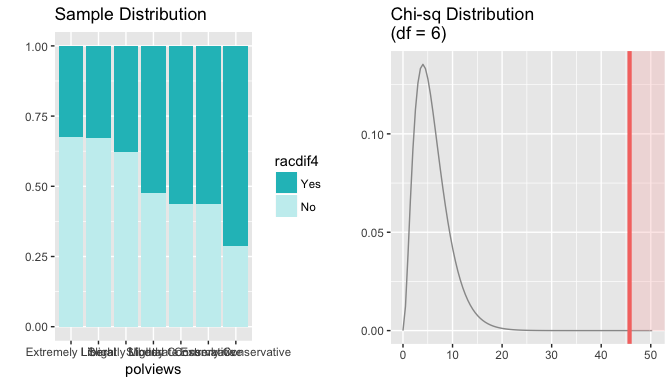 Sample Distribution
1.00
0.75
0.50
0.25
0.00
Extremely Conservative
polviews
racdif4
Yes
No
Chi-sq Distribution
(df = 6)
0.10
0.05
0.00
0 10 20 30 40 50